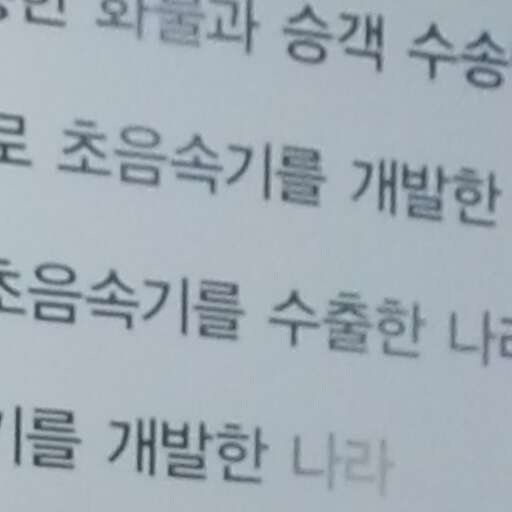 화물과 승객 수송
로 초음속기를 개발한
초음속기를 수출한 나라
기를 개발한 나라